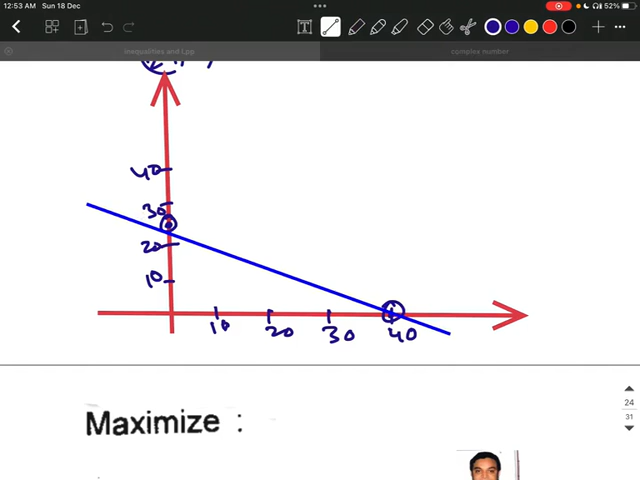 12:53 AM Sun 18 Dec
52%
inequalities and Lpp
complex number
40
30
20
10
10 20 30 40
Maximize :
24
31